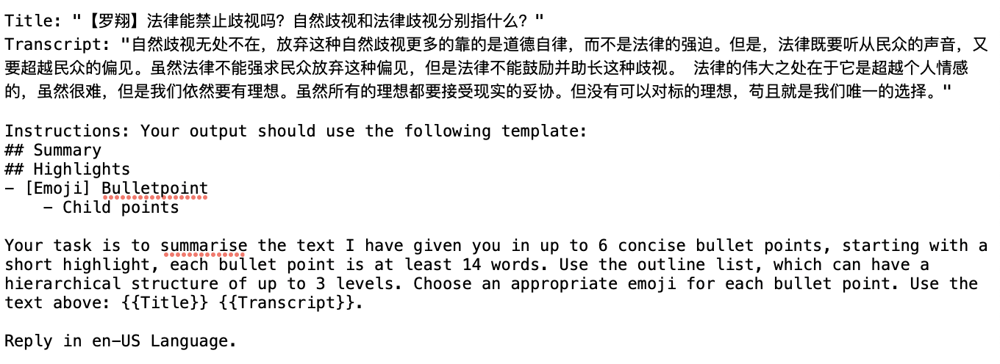 Title: "【罗翔】法律能禁止歧视吗？自然歧视和法律歧视分别指什么？"
Transcript: "自然歧视无处不在，放弃这种自然歧视更多的靠的是道德自律，而不是法律的强迫。但是，法律既要听从民众的声音，又
要超越民众的偏见。虽然法律不能强求民众放弃这种偏见，但是法律不能鼓励并助长这种歧视。 法律的伟大之处在于它是超越个人情感
的，虽然很难，但是我们依然要有理想。虽然所有的理想都要接受现实的妥协。但没有可以对标的理想，苟且就是我们唯一的选择。"
Instructions: Your output should use the following template:
## Summary
## Highlights
- [Emoji] Bulletpoint
    - Child points
Your task is to summarise the text I have given you in up to 6 concise bullet points, starting with a
short highlight, each bullet point is at least 14 words. Use the outline list, which can have a
hierarchical structure of up to 3 levels. Choose an appropriate emoji for each bullet point. Use the
text above: {{Title}} {{Transcript}}.
Reply in en-US Language.